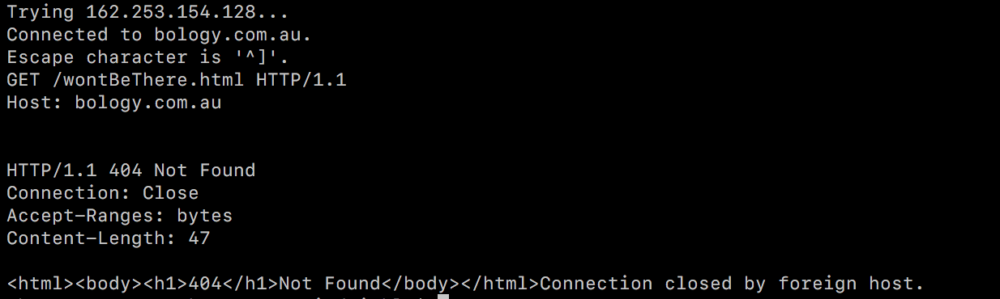 Trying 162.253.154.128...
Connected to bology.com.au.
Escape character is '^]'.
GET /wontBeThere.html HTTP/1.1
Host: bology.com.au
HTTP/1.1 404 Not Found
Connection: Close
Accept-Ranges: bytes
Content-Length: 47
<html><body><h1>404</h1>Not Found</body></html>Connection closed by foreign host.